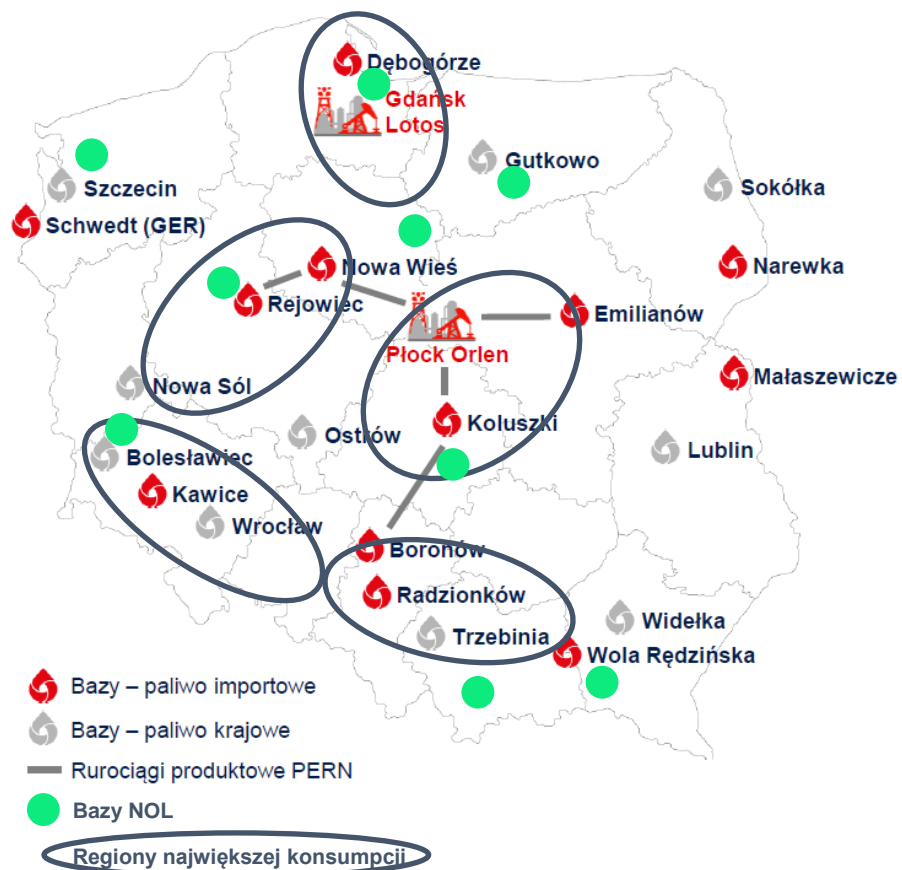 Dębogórze
Gdańsk
Lotos
Gutkowo
Szczecin
Sokółka
Schwedt (GER)
Nowa Wieś
Narewka
Rejowiec
Emilianów
Płock Orlen
Małaszewicze
Nowa Sól
Koluszki
Ostrów
Lublin
Bolesławiec
Kawice
Wrocław
Boronów
Radzionków
Widełka
Trzebinia
Wola Rędzińska
Bazy – paliwo importowe
Bazy – paliwo krajowe
Rurociągi produktowe PERN
Bazy NOL
Regiony największej konsumpcji